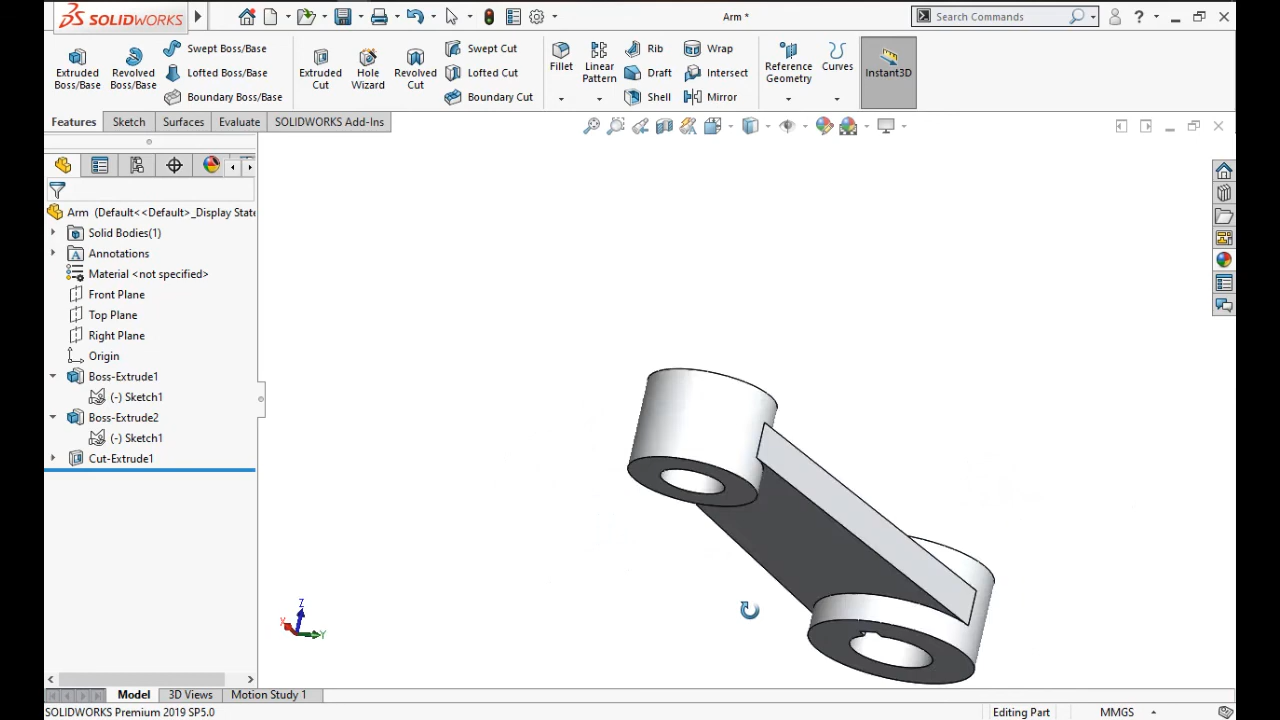 SOLIDWORKS
Arm *
Search Commands
Extruded Boss/Base
Revolved Boss/Base
Swept Boss/Base
Lofted Boss/Base
Boundary Boss/Base
Extruded Cut
Hole Wizard
Revolved Cut
Swept Cut
Lofted Cut
Boundary Cut
Fillet
Linear Pattern
Rib
Draft
Shell
Wrap
Intersect
Mirror
Reference Geometry
Curves
Instant3D
Features
Sketch
Surfaces
Evaluate
SOLIDWORKS Add-Ins
Arm (Default<<Default>_Display State
Solid Bodies(1)
Annotations
Material <not specified>
Front Plane
Top Plane
Right Plane
Origin
Boss-Extrude1
(-) Sketch1
Boss-Extrude2
(-) Sketch1
Cut-Extrude1
Z
X
Y
Model
3D Views
Motion Study 1
SOLIDWORKS Premium 2019 SP5.0
Editing Part
MMGS